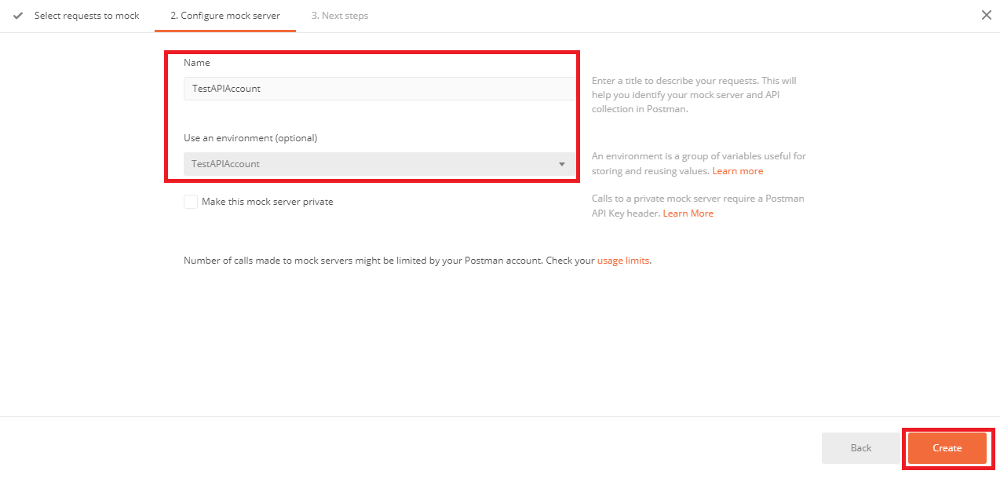 Select requests to mock
2. Configure mock server
3. Next steps
Name
TestAPIAccount
Enter a title to describe your requests. This will
help you identify your mock server and API
collection in Postman.
Use an environment (optional)
TestAPIAccount
An environment is a group of variables useful for
storing and reusing values. Learn more
Make this mock server private
Calls to a private mock server require a Postman
API Key header. Learn More
Number of calls made to mock servers might be limited by your Postman account. Check your usage limits.
Back
Create